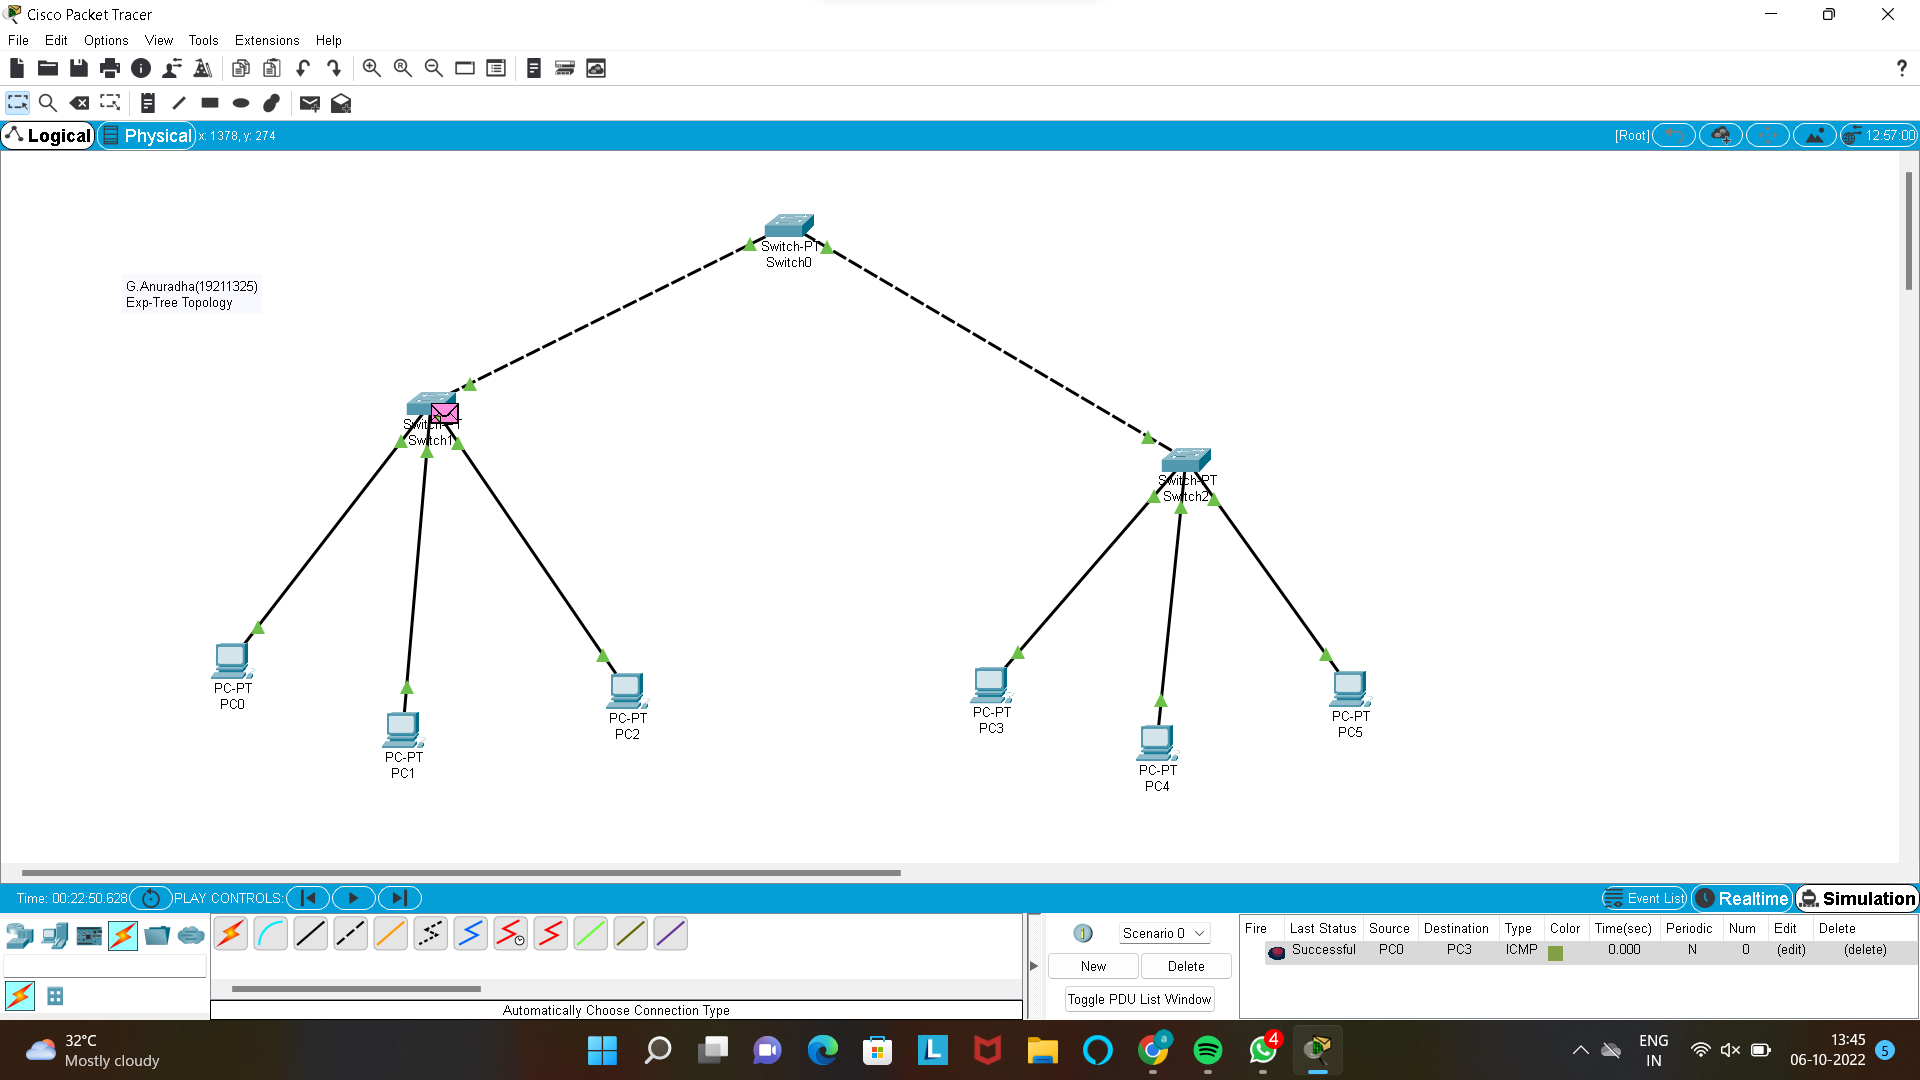 Cisco Packet Tracer
File Edit Options View Tools Extensions Help
?
Logical Physical x: 1378, y: 274 [Root] 12:57:00
Switch-PT
Switch0
G.Anuradha(19211325)
Exp-Tree Topology
Switch1
Switch-PT
Switch2
PC-PT
PC0
PC-PT
PC1
PC-PT
PC2
PC-PT
PC3
PC-PT
PC4
PC-PT
PC5
Time: 00:22:50.628 PLAY CONTROLS: Event List Realtime Simulation
Scenario 0
New Delete
Toggle PDU List Window
Fire Last Status Source Destination Type Color Time(sec) Periodic Num Edit Delete
Successful PC0 PC3 ICMP 0.000 N 0 (edit) (delete)
Automatically Choose Connection Type
32°C
Mostly cloudy
L
a
4
ENG
IN
13:45
06-10-2022
5